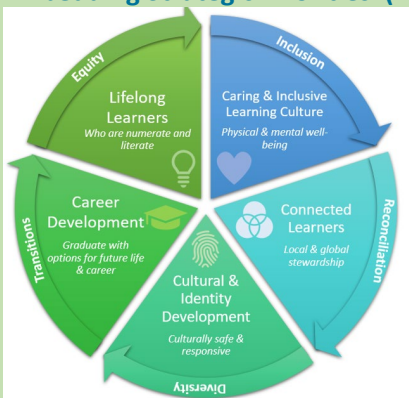 Equity
Inclusion
Lifelong
Learners
Who are numerate and
literate
Caring & Inclusive
Learning Culture
Physical & mental well-
being
Career
Development
Graduate with
options for future life
& career
Connected
Learners
Local & global
stewardship
Transitions
Reconciliation
Cultural &
Identity
Development
Culturally safe &
responsive
Diversity